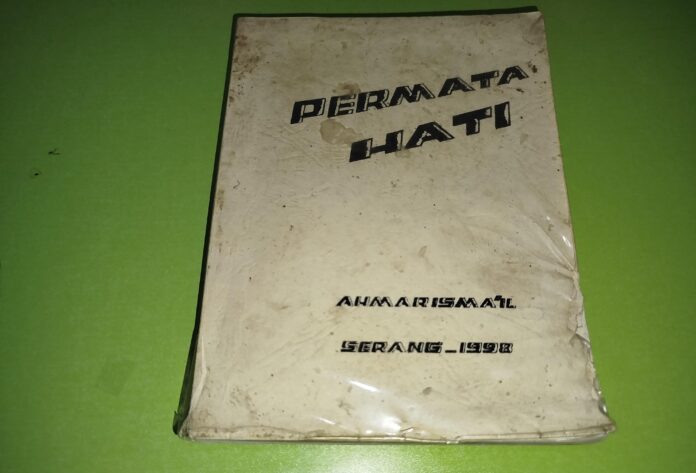 PERMATA
HATI
AHMAR ISMA'IL
SERANG_1998